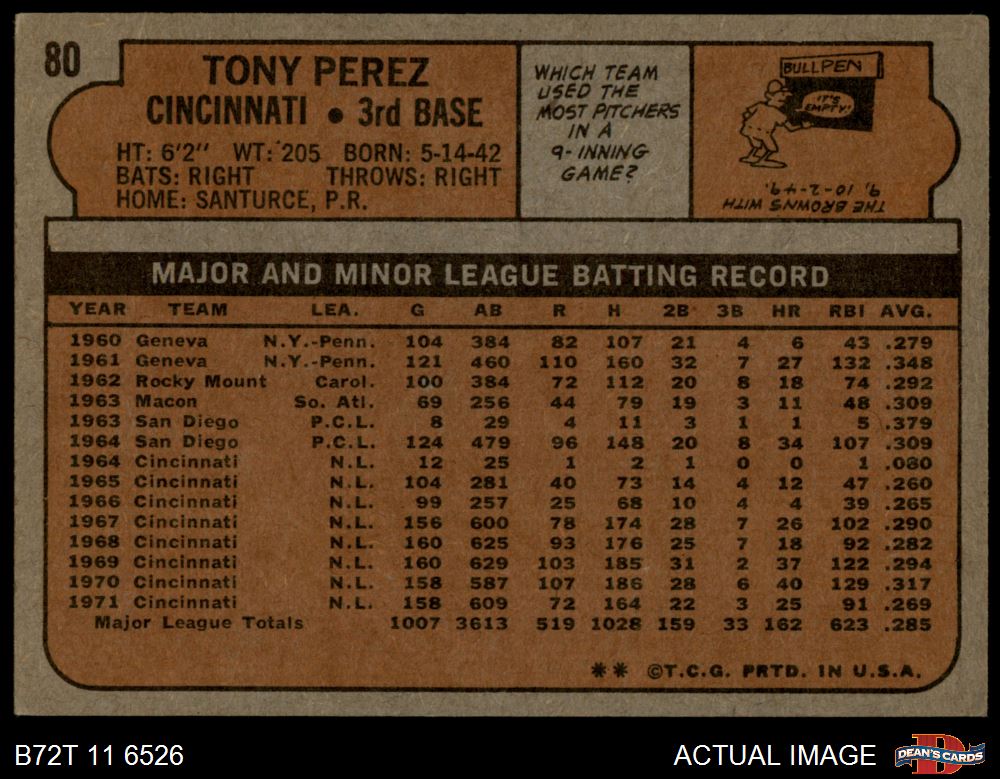 80
TONY PEREZ
CINCINNATI • 3rd BASE
HT: 6'2" WT: 205 BORN: 5-14-42
BATS: RIGHT THROWS: RIGHT
HOME: SANTURCE, P.R.
WHICH TEAM
USED THE
MOST PITCHERS
IN A
9-INNING
GAME?
BULLPEN
IT'S
EMPTY!
THE BROWNS WITH
9, 10-2-49.
MAJOR AND MINOR LEAGUE BATTING RECORD
YEAR TEAM LEA. G AB R H 2B 3B HR RBI AVG.
1960 Geneva N.Y.-Penn. 104 384 82 107 21 4 6 43 .279
1961 Geneva N.Y.-Penn. 121 460 110 160 32 7 27 132 .348
1962 Rocky Mount Carol. 100 384 72 112 20 8 18 74 .292
1963 Macon So. Atl. 69 256 44 79 19 3 11 48 .309
1963 San Diego P.C.L. 8 29 4 11 3 1 1 5 .379
1964 San Diego P.C.L. 124 479 96 148 20 8 34 107 .309
1964 Cincinnati N.L. 12 25 1 2 1 0 0 1 .080
1965 Cincinnati N.L. 104 281 40 73 14 4 12 47 .260
1966 Cincinnati N.L. 99 257 25 68 10 4 4 39 .265
1967 Cincinnati N.L. 156 600 78 174 28 7 26 102 .290
1968 Cincinnati N.L. 160 625 93 176 25 7 18 92 .282
1969 Cincinnati N.L. 160 629 103 185 31 2 37 122 .294
1970 Cincinnati N.L. 158 587 107 186 28 6 40 129 .317
1971 Cincinnati N.L. 158 609 72 164 22 3 25 91 .269
Major League Totals 1007 3613 519 1028 159 33 162 623 .285
** ©T.C.G. PRTD. IN U.S.A.
B72T 11 6526
ACTUAL IMAGE
DEAN'S CARDS